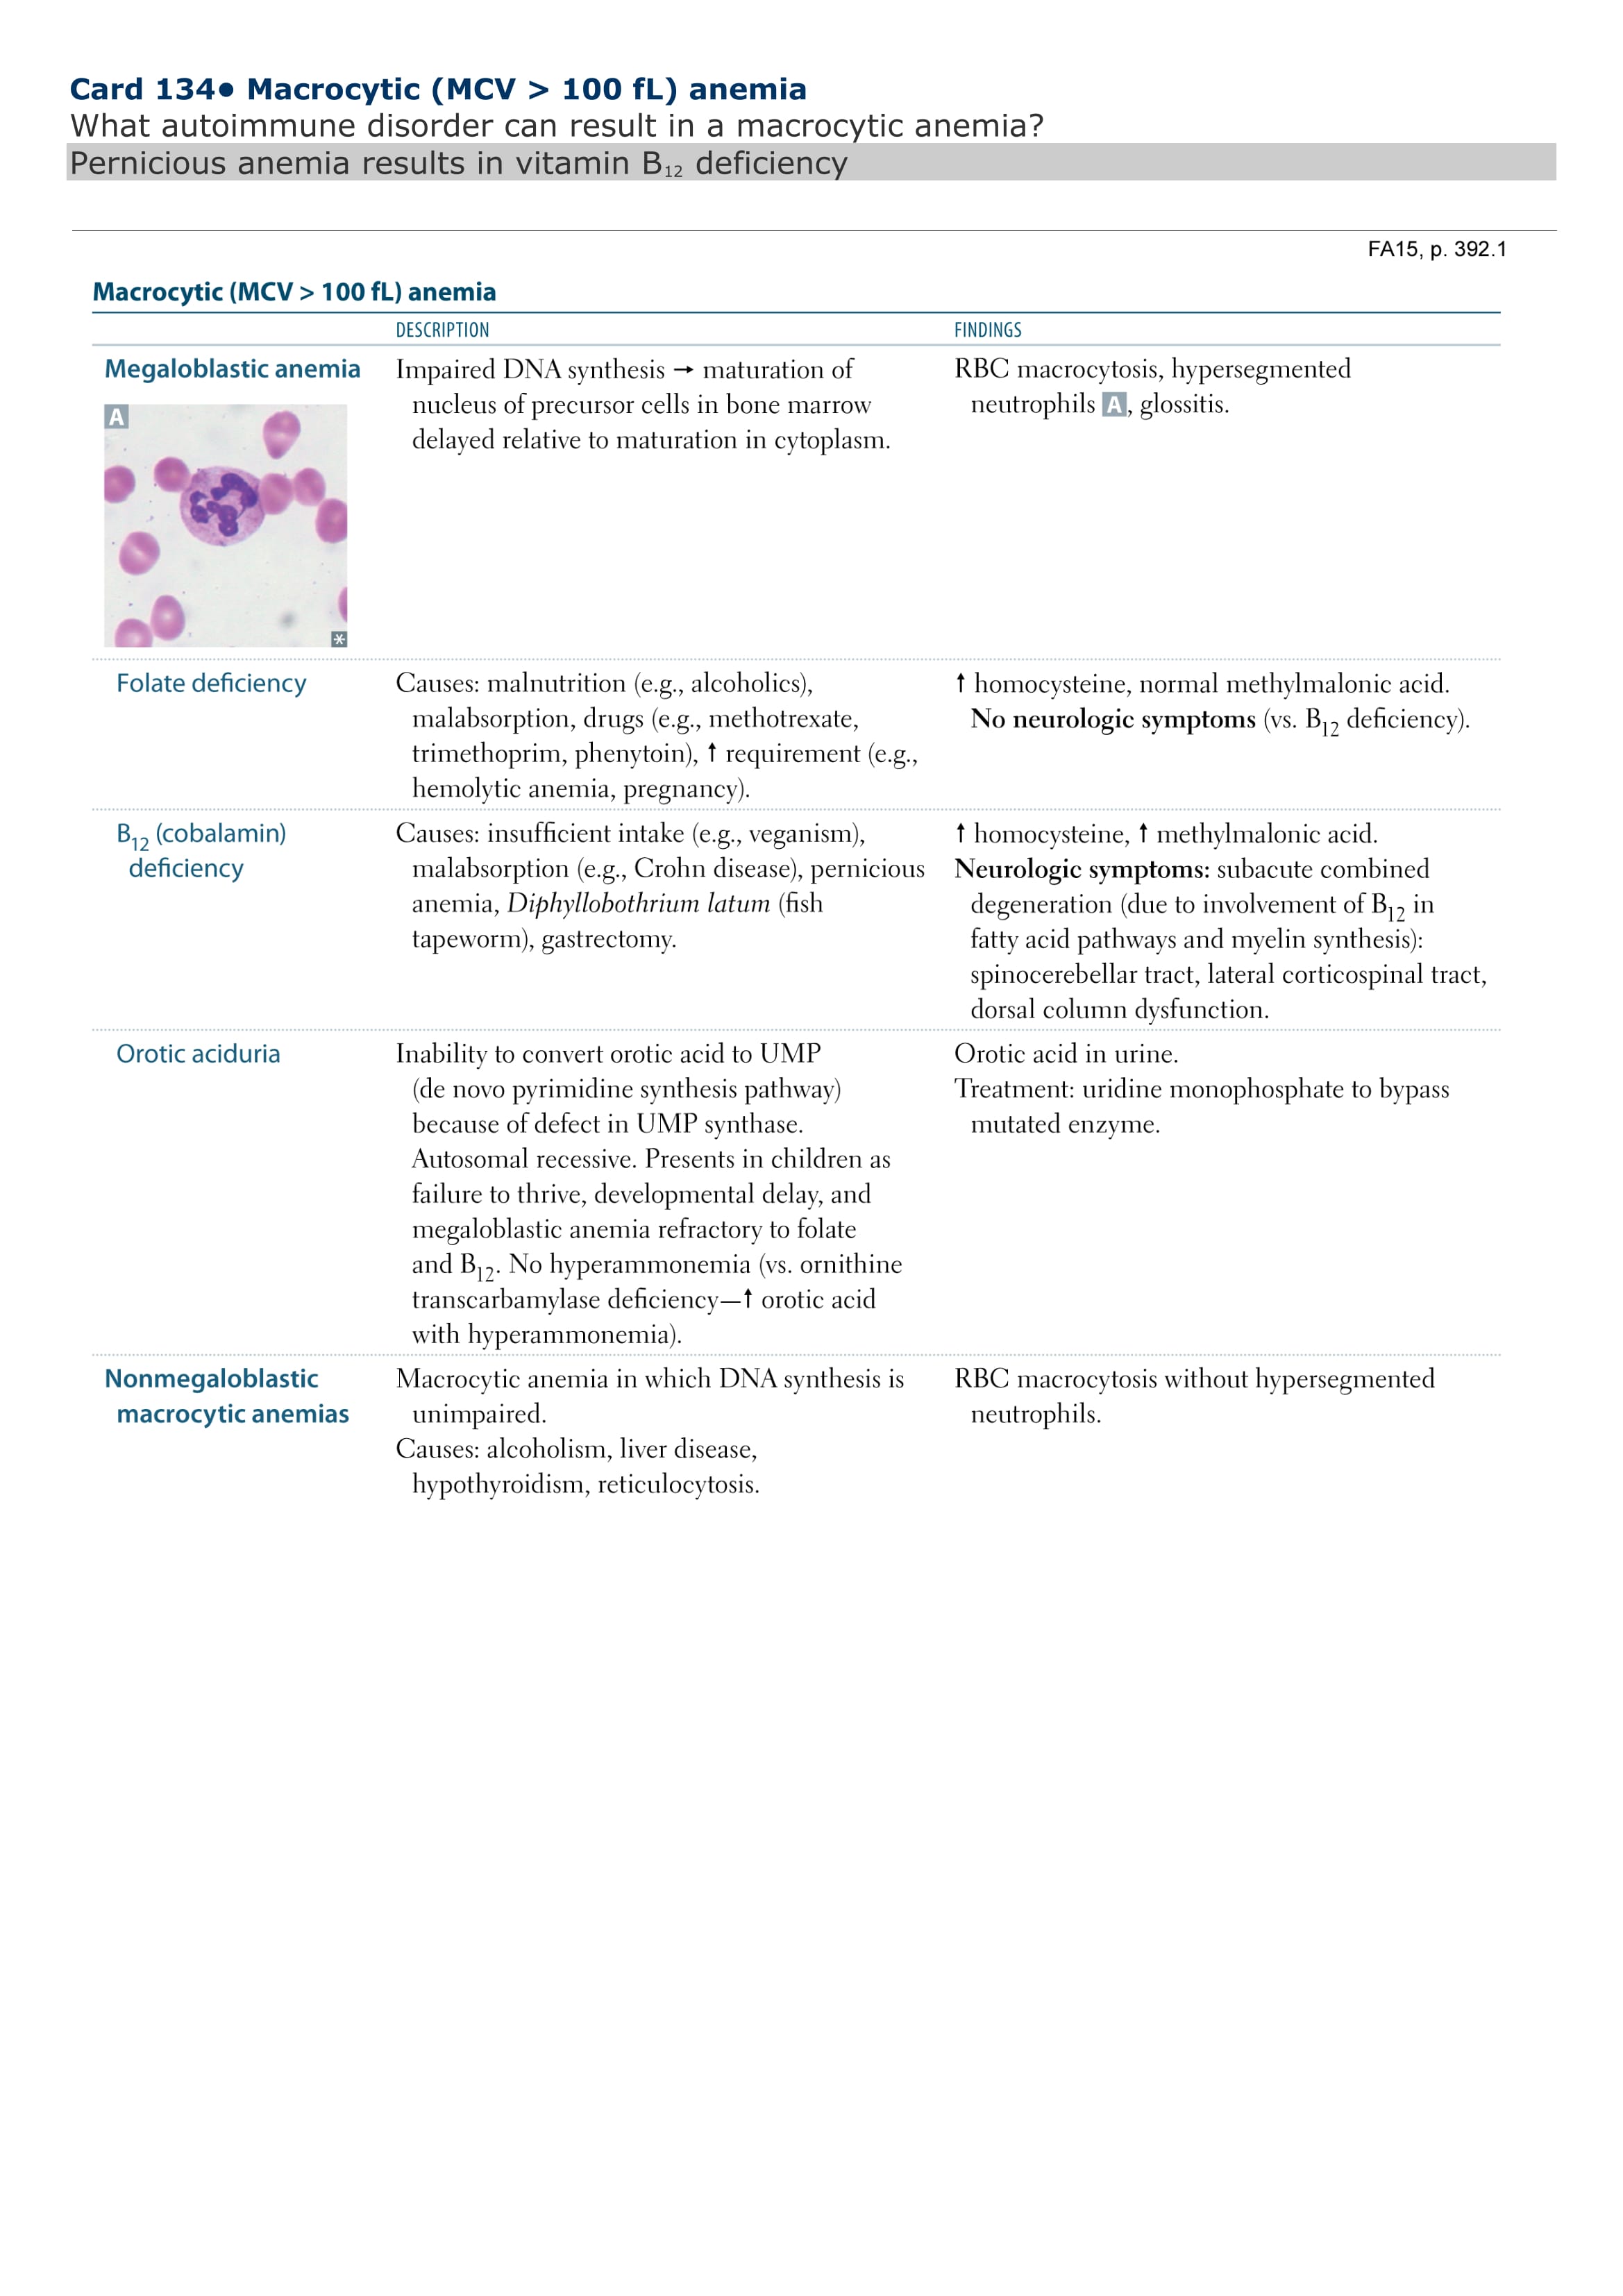 Card 134● Macrocytic (MCV > 100 fL) anemia
What autoimmune disorder can result in a macrocytic anemia?
Pernicious anemia results in vitamin B₁₂ deficiency
FA15, p. 392.1
Macrocytic (MCV > 100 fL) anemia
DESCRIPTION
FINDINGS
Megaloblastic anemia
A
*
Impaired DNA synthesis → maturation of
nucleus of precursor cells in bone marrow
delayed relative to maturation in cytoplasm.
RBC macrocytosis, hypersegmented
neutrophils A, glossitis.
Folate deficiency
Causes: malnutrition (e.g., alcoholics),
malabsorption, drugs (e.g., methotrexate,
trimethoprim, phenytoin), ↑ requirement (e.g.,
hemolytic anemia, pregnancy).
↑ homocysteine, normal methylmalonic acid.
No neurologic symptoms (vs. B₁₂ deficiency).
B₁₂ (cobalamin)
deficiency
Causes: insufficient intake (e.g., veganism),
malabsorption (e.g., Crohn disease), pernicious
anemia, Diphyllobothrium latum (fish
tapeworm), gastrectomy.
↑ homocysteine, ↑ methylmalonic acid.
Neurologic symptoms: subacute combined
degeneration (due to involvement of B₁₂ in
fatty acid pathways and myelin synthesis):
spinocerebellar tract, lateral corticospinal tract,
dorsal column dysfunction.
Orotic aciduria
Inability to convert orotic acid to UMP
(de novo pyrimidine synthesis pathway)
because of defect in UMP synthase.
Autosomal recessive. Presents in children as
failure to thrive, developmental delay, and
megaloblastic anemia refractory to folate
and B₁₂. No hyperammonemia (vs. ornithine
transcarbamylase deficiency—↑ orotic acid
with hyperammonemia).
Orotic acid in urine.
Treatment: uridine monophosphate to bypass
mutated enzyme.
Nonmegaloblastic
macrocytic anemias
Macrocytic anemia in which DNA synthesis is
unimpaired.
Causes: alcoholism, liver disease,
hypothyroidism, reticulocytosis.
RBC macrocytosis without hypersegmented
neutrophils.